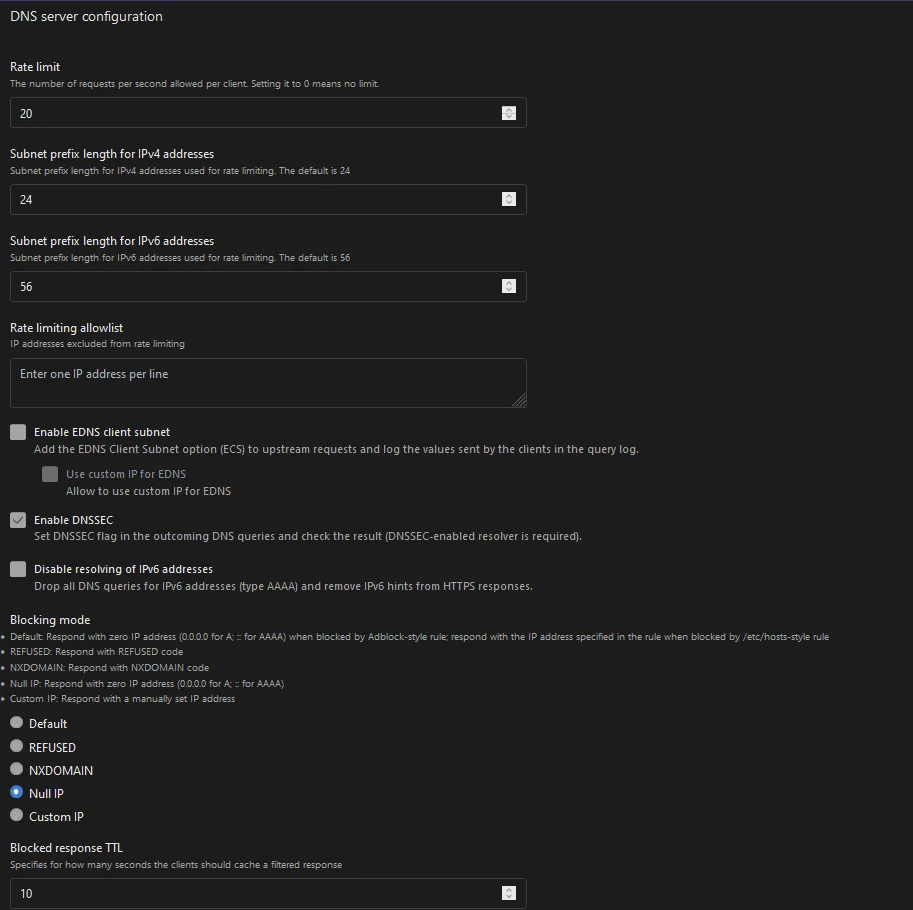 DNS server configuration
Rate limit
The number of requests per second allowed per client. Setting it to 0 means no limit.
20
Subnet prefix length for IPv4 addresses
Subnet prefix length for IPv4 addresses used for rate limiting. The default is 24
24
Subnet prefix length for IPv6 addresses
Subnet prefix length for IPv6 addresses used for rate limiting. The default is 56
56
Rate limiting allowlist
IP addresses excluded from rate limiting
Enter one IP address per line
Enable EDNS client subnet
Add the EDNS Client Subnet option (ECS) to upstream requests and log the values sent by the clients in the query log.
Use custom IP for EDNS
Allow to use custom IP for EDNS
Enable DNSSEC
Set DNSSEC flag in the outcoming DNS queries and check the result (DNSSEC-enabled resolver is required).
Disable resolving of IPv6 addresses
Drop all DNS queries for IPv6 addresses (type AAAA) and remove IPv6 hints from HTTPS responses.
Blocking mode
• Default: Respond with zero IP address (0.0.0.0 for A; :: for AAAA) when blocked by Adblock-style rule; respond with the IP address specified in the rule when blocked by /etc/hosts-style rule
• REFUSED: Respond with REFUSED code
• NXDOMAIN: Respond with NXDOMAIN code
• Null IP: Respond with zero IP address (0.0.0.0 for A; :: for AAAA)
• Custom IP: Respond with a manually set IP address
Default
REFUSED
NXDOMAIN
Null IP
Custom IP
Blocked response TTL
Specifies for how many seconds the clients should cache a filtered response
10